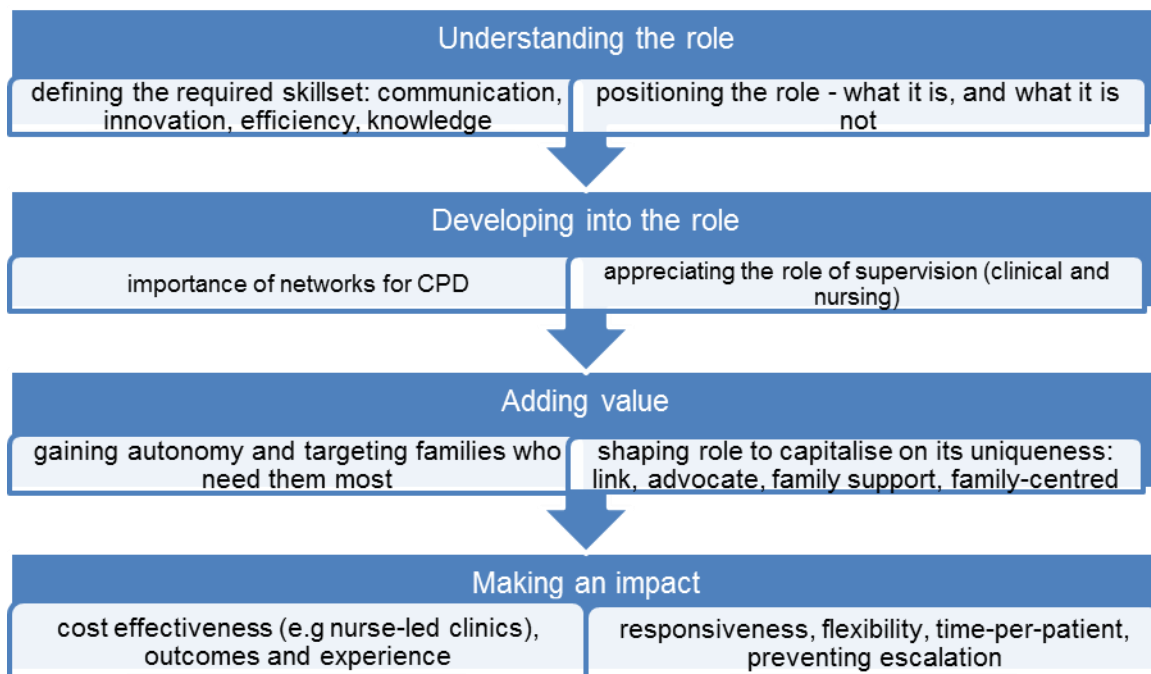 Understanding the role
defining the required skillset: communication,
innovation, efficiency, knowledge
positioning the role - what it is, and what it is
not
Developing into the role
importance of networks for CPD
appreciating the role of supervision (clinical and
nursing)
Adding value
gaining autonomy and targeting families who
need them most
shaping role to capitalise on its uniqueness:
link, advocate, family support, family-centred
Making an impact
cost effectiveness (e.g nurse-led clinics),
outcomes and experience
responsiveness, flexibility, time-per-patient,
preventing escalation